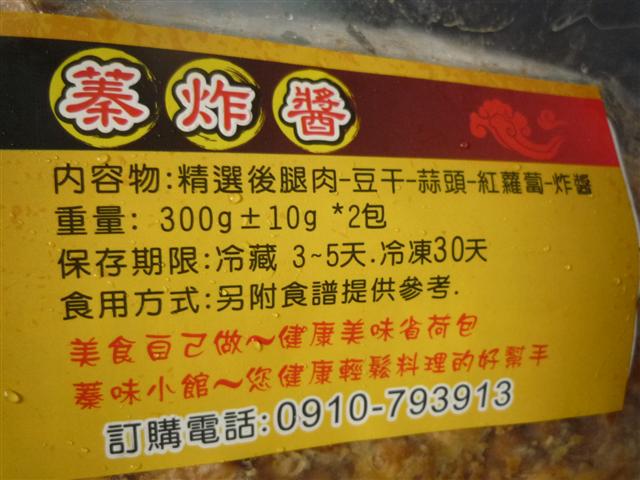 蓁炸醬
內容物:精選後腿肉-豆干-蒜頭-紅蘿蔔-炸醬
重量: 300g±10g *2包
保存期限:冷藏 3~5天.冷凍30天
食用方式:另附食譜提供參考.
美食自己做~健康美味省荷包
蓁味小館~您健康輕鬆料理的好幫手
訂購電話:0910-793913